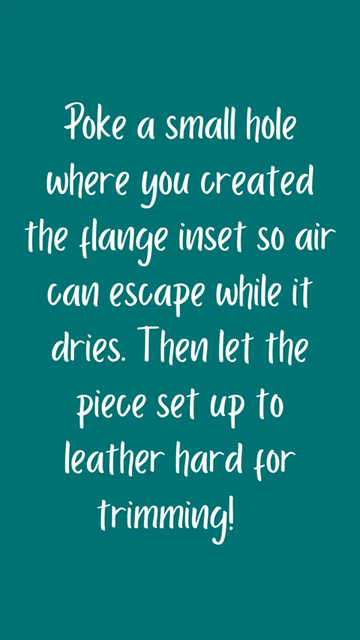 Poke a small hole
where you created
the flange inset so air
can escape while it
dries. Then let the
piece set up to
leather hard for
trimming!